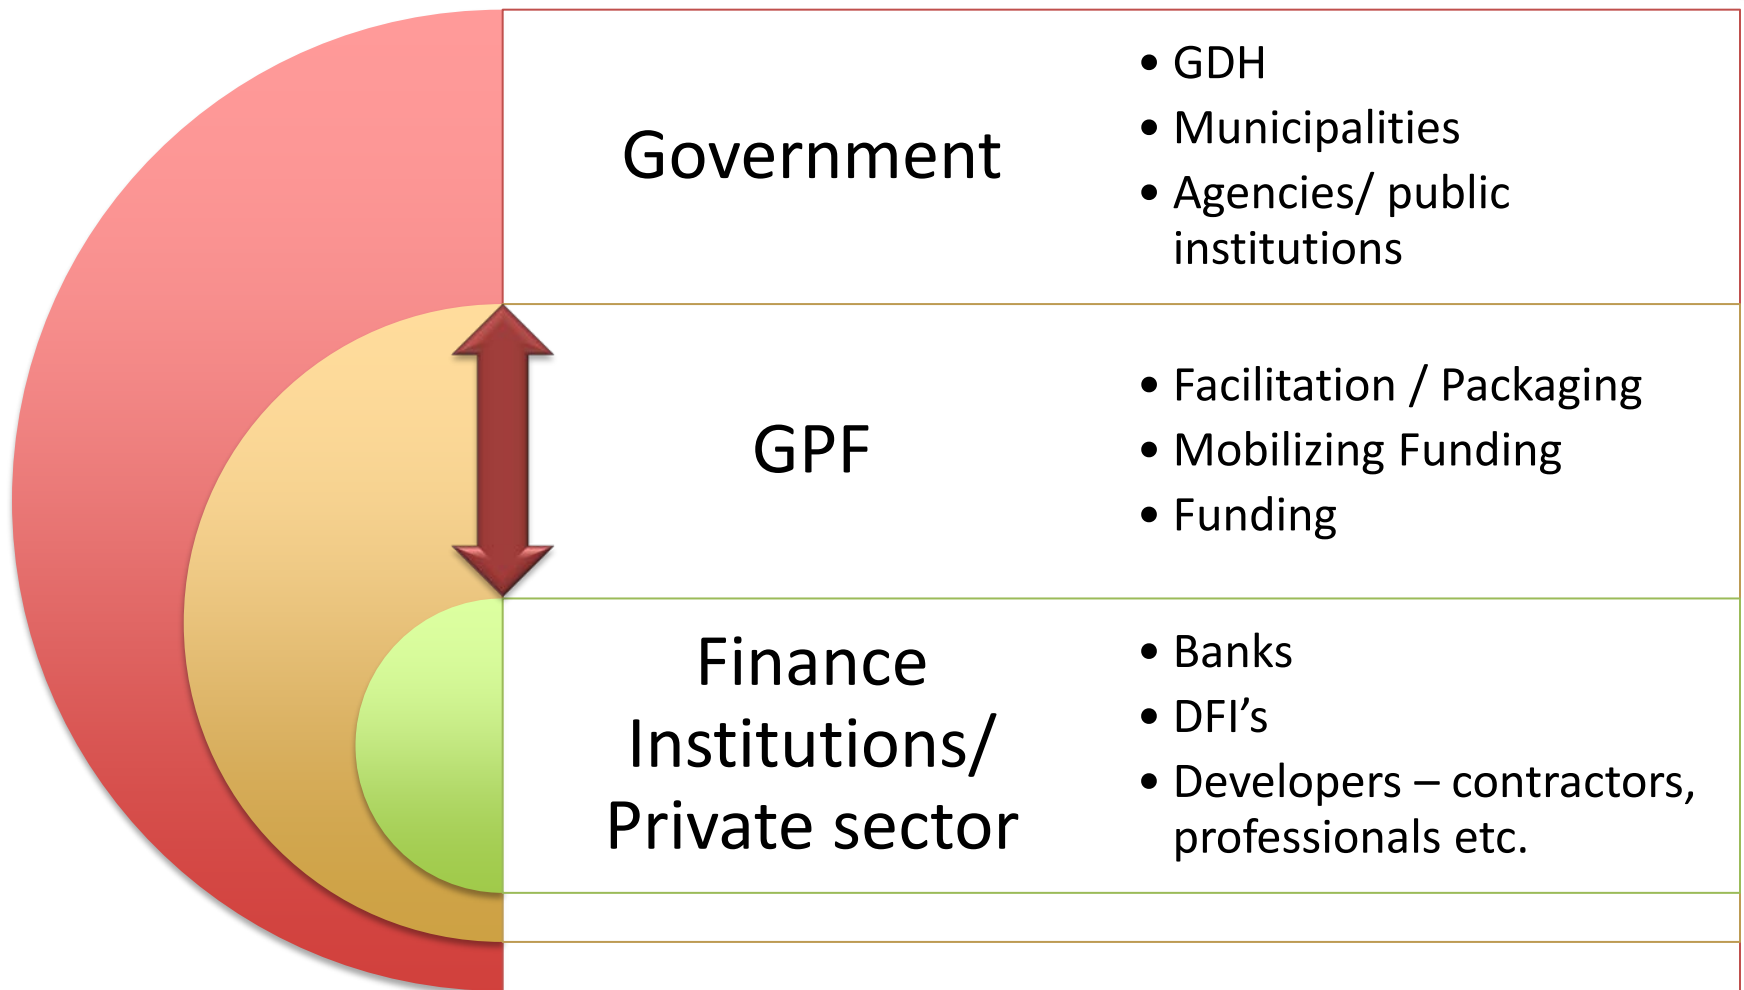 Government
• GDH
• Municipalities
• Agencies/ public
institutions
GPF
• Facilitation / Packaging
• Mobilizing Funding
• Funding
Finance
Institutions/
Private sector
• Banks
• DFI’s
• Developers – contractors,
professionals etc.